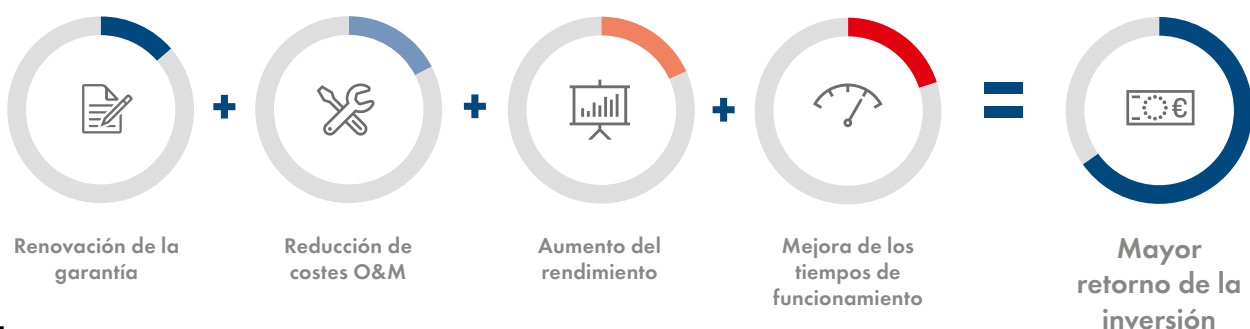 Renovación de la
garantía
Reducción de
costes O&M
Aumento del
rendimiento
Mejora de los
tiempos de
funcionamiento
€
Mayor
retorno de la
inversión